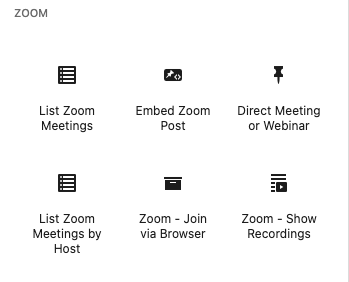 ZOOM
List Zoom
Meetings
Embed Zoom
Post
Direct Meeting
or Webinar
List Zoom
Meetings by
Host
Zoom - Join
via Browser
Zoom - Show
Recordings